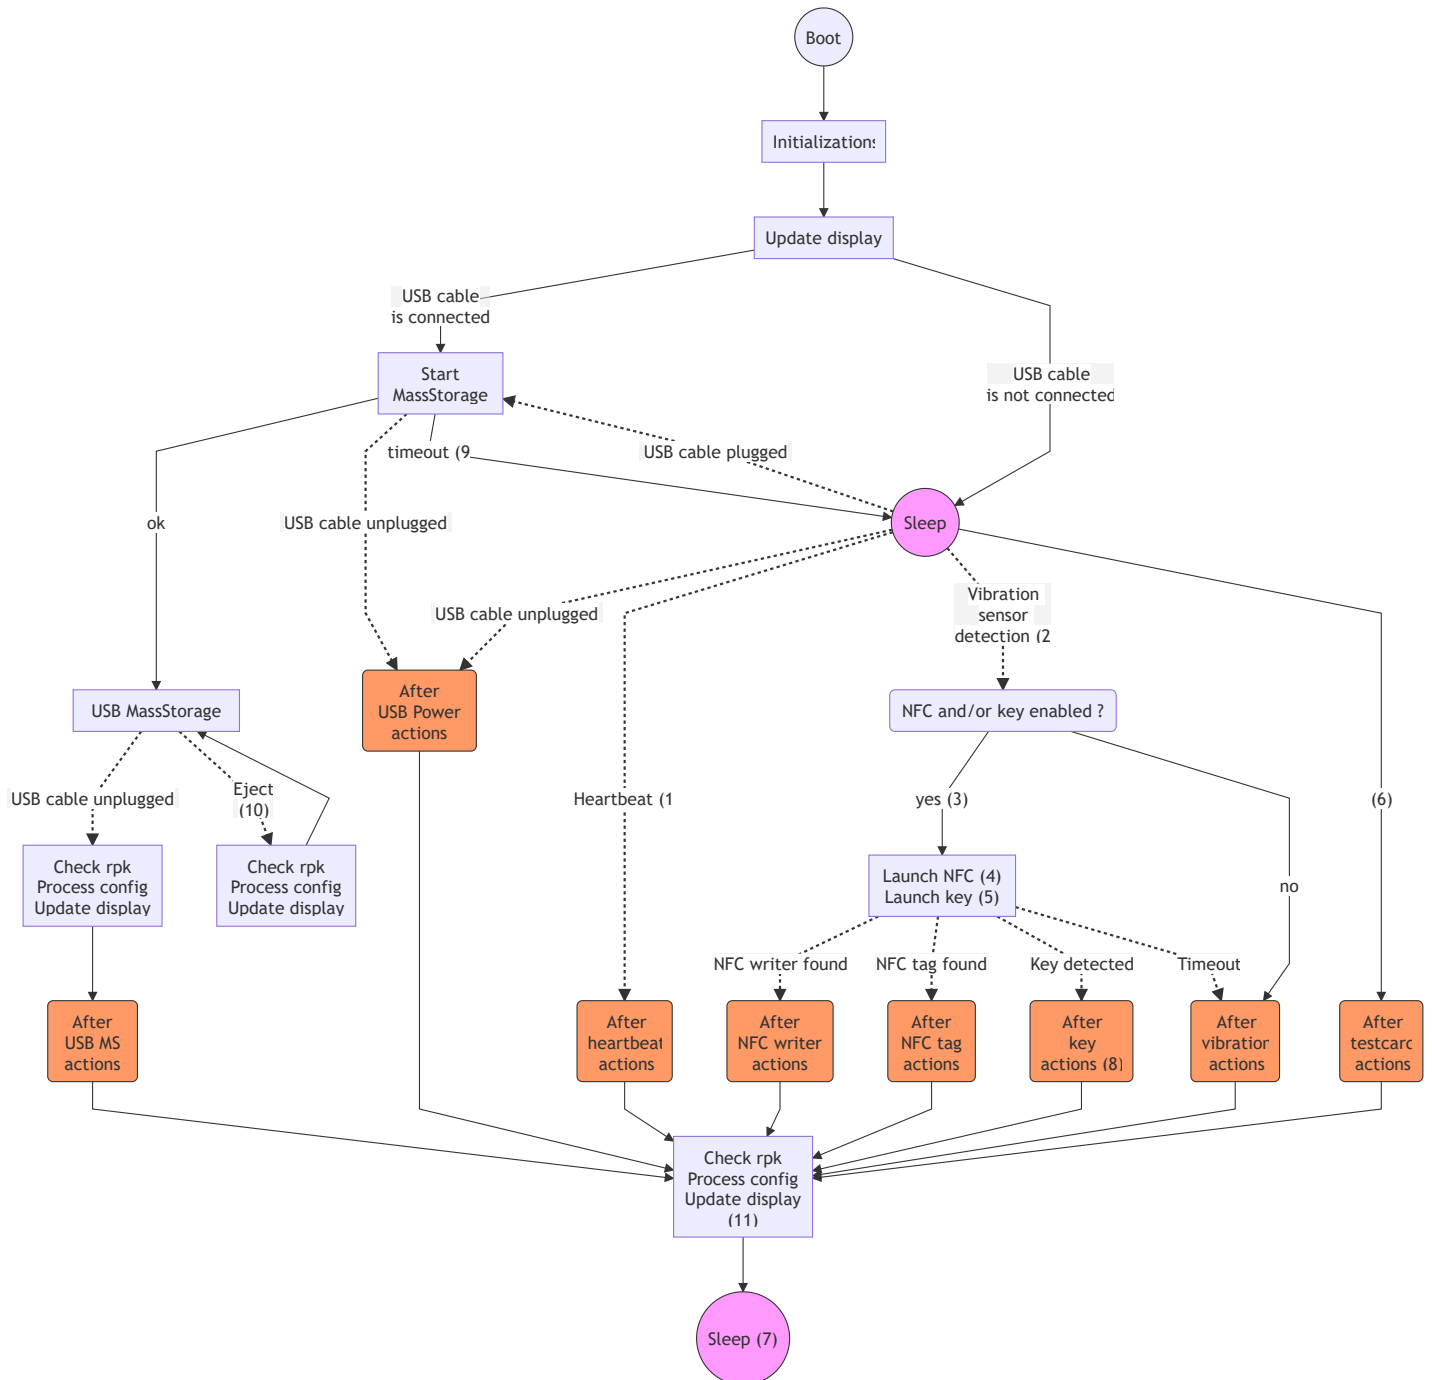 Boot
Initializations
Update display
USB cable
is connected
Start
MassStorage
USB cable
is not connected
timeout (9
USB cable plugged
ok
USB cable unplugged
Sleep
USB cable unplugged
Vibration
sensor
detection (2
USB MassStorage
After
USB Power
actions
NFC and/or key enabled ?
USB cable unplugged
Eject
(10)
Heartbeat (1
yes (3)
(6)
Check rpk
Process config
Update display
Check rpk
Process config
Update display
Launch NFC (4)
Launch key (5)
no
NFC writer found
NFC tag found
Key detected
Timeout
After
USB MS
actions
After
heartbeat
actions
After
NFC writer
actions
After
NFC tag
actions
After
key
actions (8)
After
vibration
actions
After
testcard
actions
Check rpk
Process config
Update display
(11)
Sleep (7)